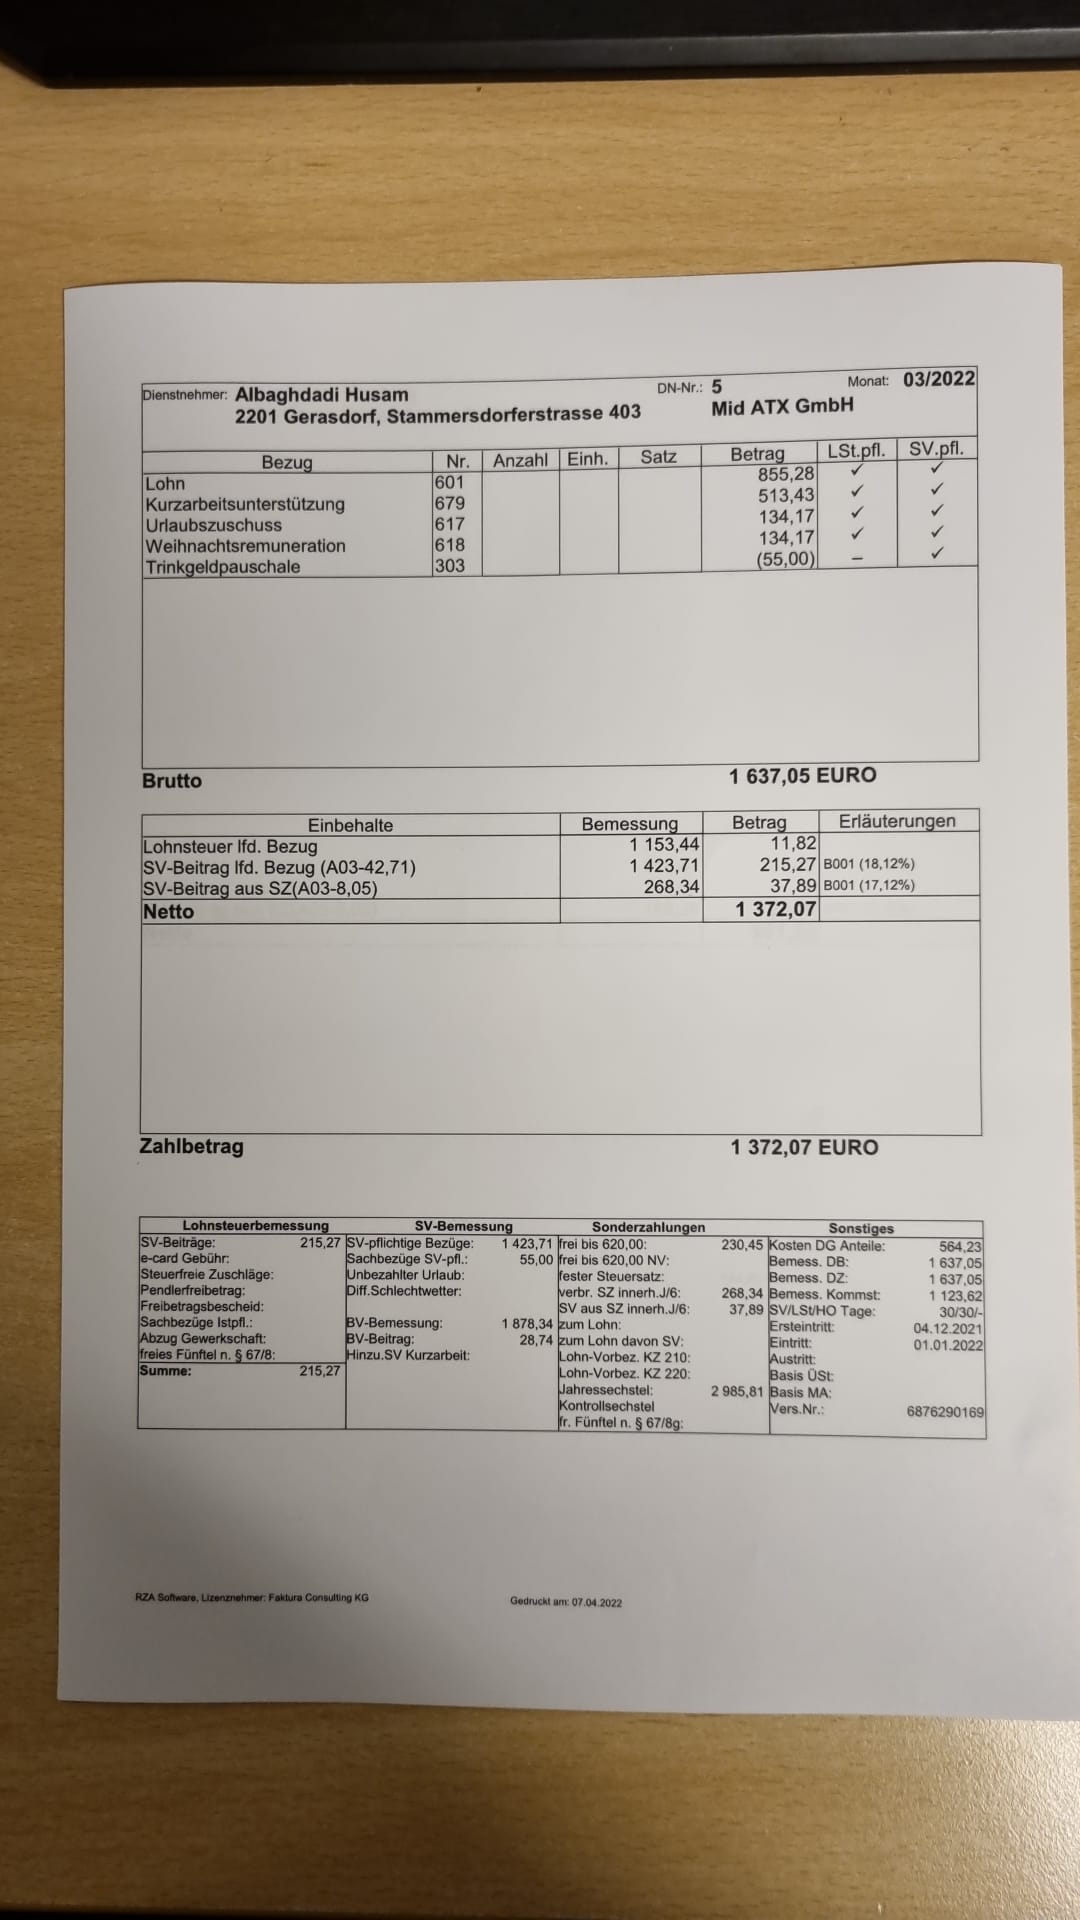 Dienstnehmer: Albaghdadi Husam DN-Nr.: 5 Monat: 03/2022
2201 Gerasdorf, Stammersdorferstrasse 403 Mid ATX GmbH
Bezug Nr. Anzahl Einh. Satz Betrag LSt.pfl. SV.pfl.
Lohn 601 855,28 ✓ ✓
Kurzarbeitsunterstützung 679 513,43 ✓ ✓
Urlaubszuschuss 617 134,17 ✓ ✓
Weihnachtsremuneration 618 134,17 ✓ ✓
Trinkgeldpauschale 303 (55,00) – ✓
Brutto 1 637,05 EURO
Einbehalte Bemessung Betrag Erläuterungen
Lohnsteuer lfd. Bezug 1 153,44 11,82
SV-Beitrag lfd. Bezug (A03-42,71) 1 423,71 215,27 B001 (18,12%)
SV-Beitrag aus SZ(A03-8,05) 268,34 37,89 B001 (17,12%)
Netto 1 372,07
Zahlbetrag 1 372,07 EURO
Lohnsteuerbemessung SV-Bemessung Sonderzahlungen Sonstiges
SV-Beiträge: 215,27 SV-pflichtige Bezüge: 1 423,71 frei bis 620,00: 230,45 Kosten DG Anteile: 564,23
e-card Gebühr: Sachbezüge SV-pfl.: 55,00 frei bis 620,00 NV: Bemess. DB: 1 637,05
Steuerfreie Zuschläge: Unbezahlter Urlaub: fester Steuersatz: Bemess. DZ: 1 637,05
Pendlerfreibetrag: Diff.Schlechtwetter: verbr. SZ innerh.J/6: 268,34 Bemess. Kommst: 1 123,62
Freibetragsbescheid: SV aus SZ innerh.J/6: 37,89 SV/LSt/HO Tage: 30/30/-
Sachbezüge lstpfl.: BV-Bemessung: 1 878,34 zum Lohn: Ersteintritt: 04.12.2021
Abzug Gewerkschaft: BV-Beitrag: 28,74 zum Lohn davon SV: Eintritt: 01.01.2022
freies Fünftel n. § 67/8: Hinzu.SV Kurzarbeit: Lohn-Vorbez. KZ 210: Austritt:
Summe: 215,27 Lohn-Vorbez. KZ 220: Basis ÜSt:
Jahressechstel: 2 985,81 Basis MA:
Kontrollsechstel Vers.Nr.: 6876290169
fr. Fünftel n. § 67/8g:
RZA Software, Lizenznehmer: Faktura Consulting KG Gedruckt am: 07.04.2022